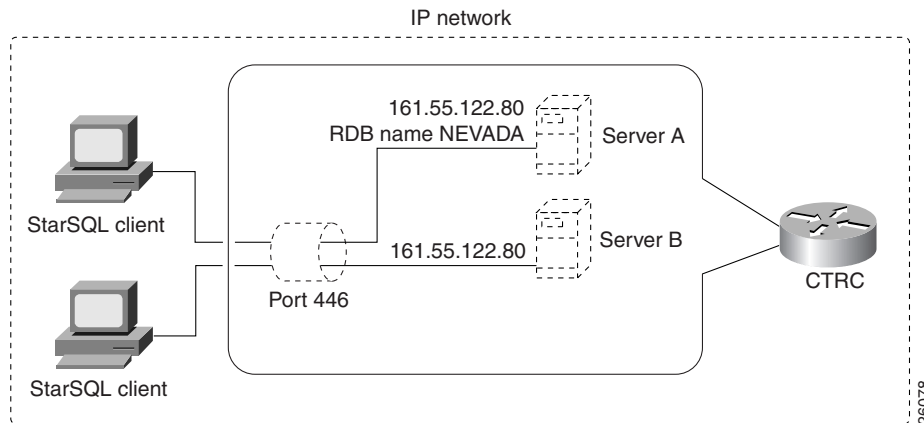 IP network
161.55.122.80
RDB name NEVADA
Server A
StarSQL client
161.55.122.80
Server B
Port 446
CTRC
StarSQL client
26078